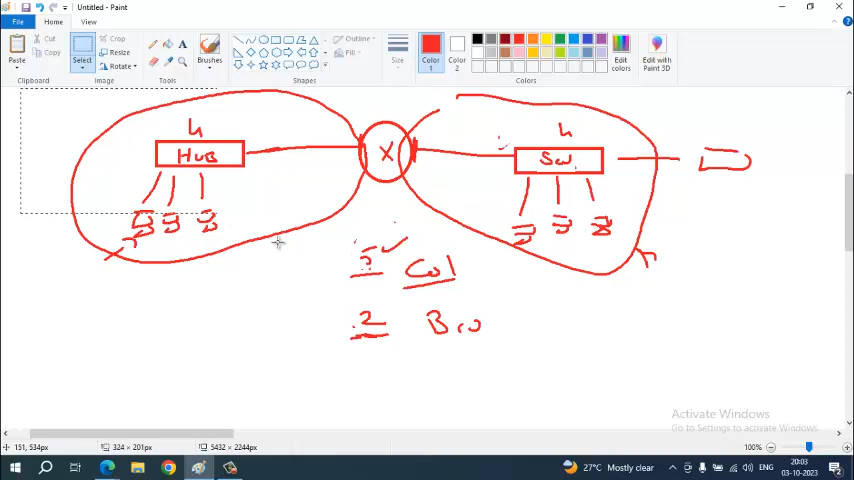 Untitled - Paint
File
Home
View
Paste
Cut
Copy
Clipboard
Select
Crop
Resize
Rotate
Image
Tools
Brushes
Outline
Fill
Shapes
Size
Color 1
Color 2
Edit colors
Edit with Paint 3D
Colors
h
HUB
X
h
Sw.
Col
2 Bro
Activate Windows
Go to Settings to activate Windows.
151, 534px
324 × 201px
5432 × 2244px
100%
27°C Mostly clear
ENG
20:03
03-10-2023
2